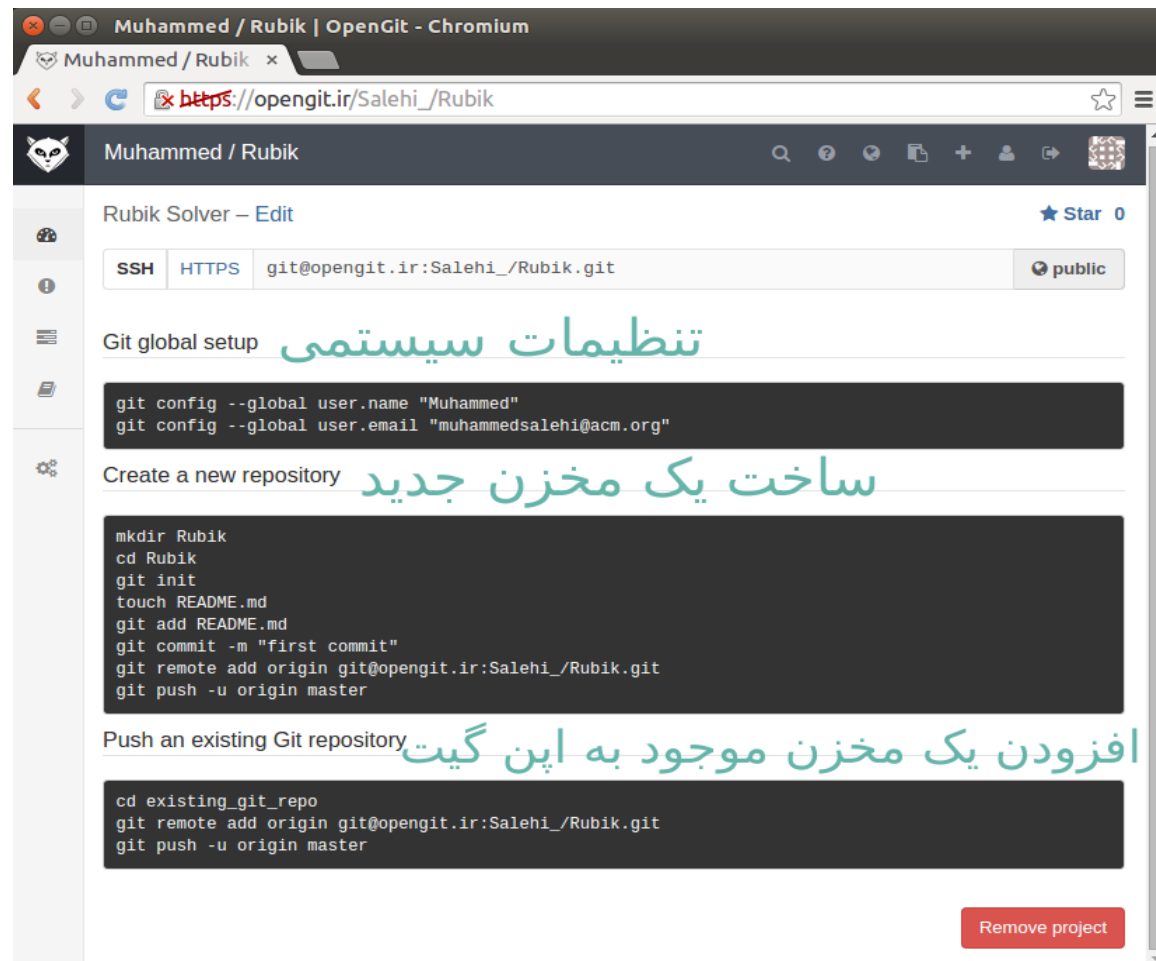 Muhammed / Rubik | OpenGit - Chromium
Muhammed / Rubik
https://opengit.ir/Salehi_/Rubik
Muhammed / Rubik
Rubik Solver – Edit
Star 0
SSH HTTPS git@opengit.ir:Salehi_/Rubik.git public
Git global setup تنظیمات سیستمی
git config --global user.name "Muhammed"
git config --global user.email "muhammedsalehi@acm.org"
Create a new repository ساخت یک مخزن جدید
mkdir Rubik
cd Rubik
git init
touch README.md
git add README.md
git commit -m "first commit"
git remote add origin git@opengit.ir:Salehi_/Rubik.git
git push -u origin master
Push an existing Git repository افزودن یک مخزن موجود به اپن گیت
cd existing_git_repo
git remote add origin git@opengit.ir:Salehi_/Rubik.git
git push -u origin master
Remove project